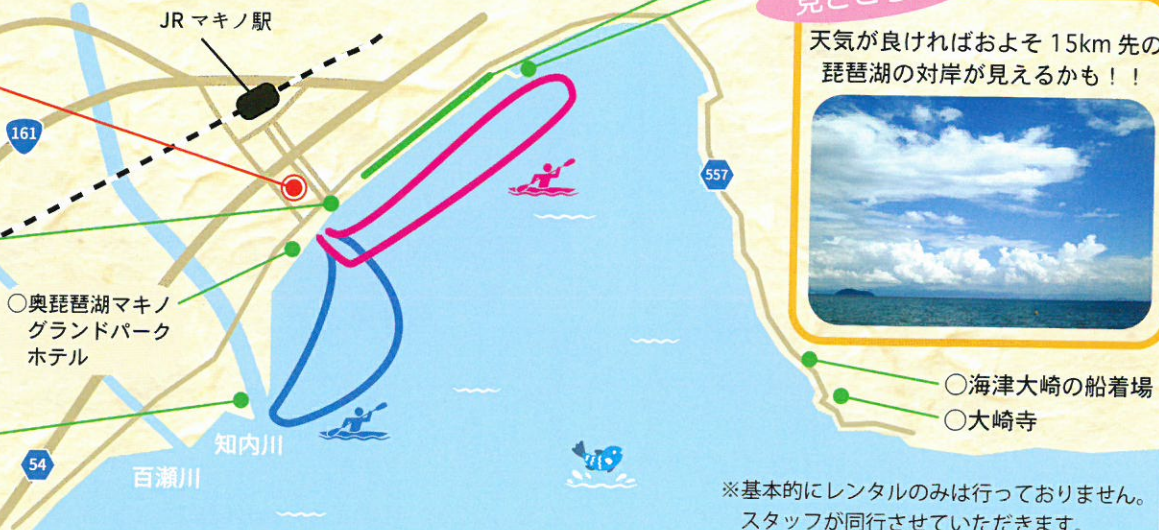 JR マキノ駅
161
○奥琵琶湖マキノ
グランドパーク
ホテル
54
百瀬川
知内川
557
天気が良ければおよそ 15km 先の
琵琶湖の対岸が見えるかも！！
○海津大崎の船着場
○大崎寺
※基本的にレンタルのみは行っておりません。
スタッフが同行させていただきます